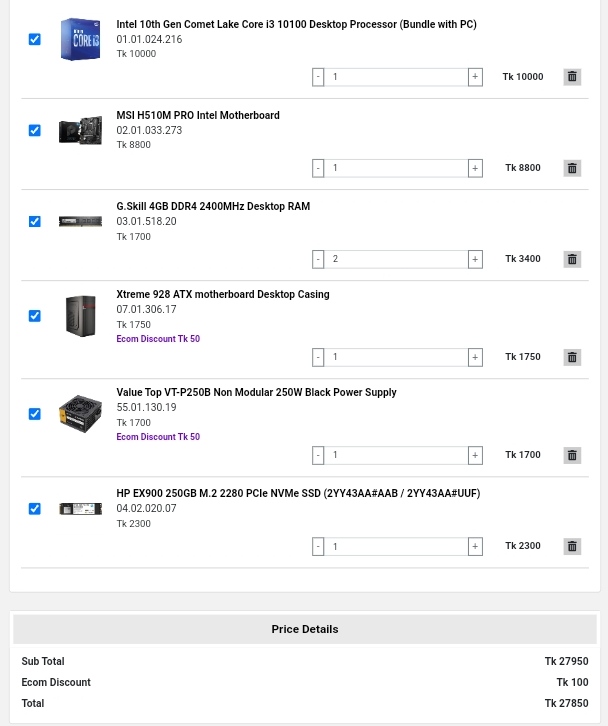 Intel 10th Gen Comet Lake Core i3 10100 Desktop Processor (Bundle with PC)
01.01.024.216
Tk 10000
- 1 + Tk 10000
CORE i3
MSI H510M PRO Intel Motherboard
02.01.033.273
Tk 8800
- 1 + Tk 8800
G.Skill 4GB DDR4 2400MHz Desktop RAM
03.01.518.20
Tk 1700
- 2 + Tk 3400
Xtreme 928 ATX motherboard Desktop Casing
07.01.306.17
Tk 1750
Ecom Discount Tk 50
- 1 + Tk 1750
Value Top VT-P250B Non Modular 250W Black Power Supply
55.01.130.19
Tk 1700
Ecom Discount Tk 50
- 1 + Tk 1700
HP EX900 250GB M.2 2280 PCIe NVMe SSD (2YY43AA#AAB / 2YY43AA#UUF)
04.02.020.07
Tk 2300
- 1 + Tk 2300
Price Details
Sub Total Tk 27950
Ecom Discount Tk 100
Total Tk 27850